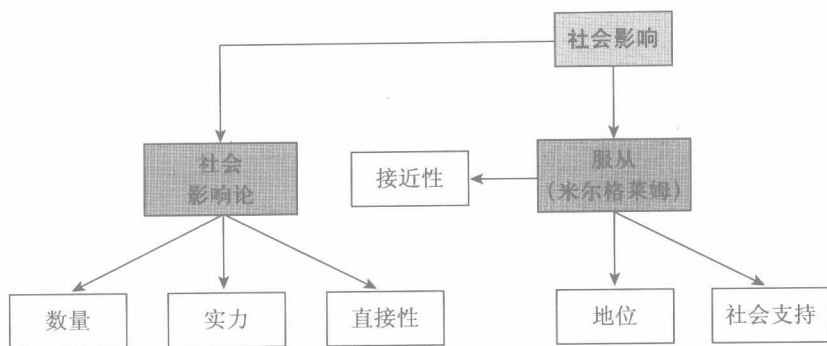 社会影响
社会
影响论
接近性
服从
(米尔格莱姆)
数量
实力
直接性
地位
社会支持